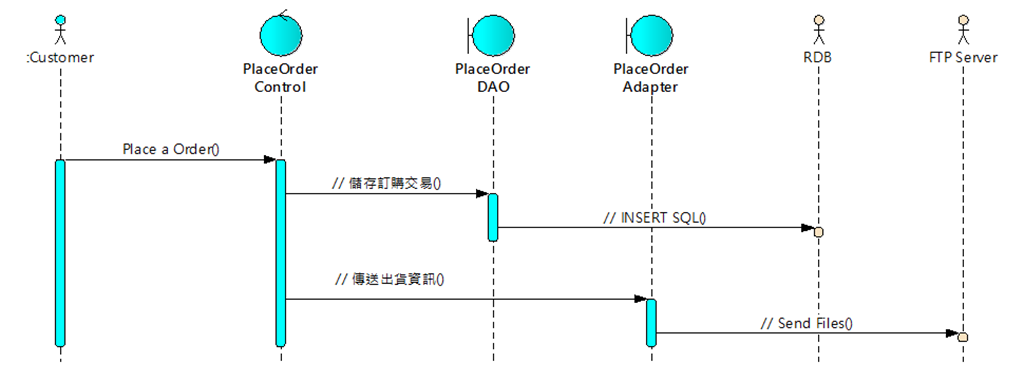 :Customer
PlaceOrder
Control
PlaceOrder
DAO
PlaceOrder
Adapter
RDB
FTP Server
Place a Order()
// 儲存訂購交易()
// INSERT SQL()
// 傳送出貨資訊()
// Send Files()